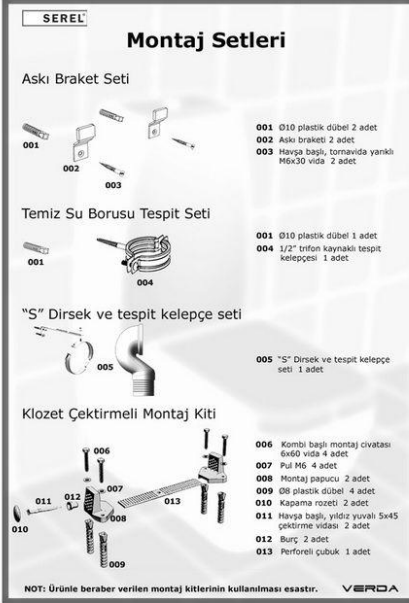 SEREL
Montaj Setleri
Askı Braket Seti
001
002
003
001 Ø10 plastik dübel 2 adet
002 Askı braketi 2 adet
003 Havşa başlı, tornavida yarıklı
M6x30 vida 2 adet
Temiz Su Borusu Tespit Seti
001
004
001 Ø10 plastik dübel 1 adet
004 1/2” trifon kaynaklı tespit
kelepçesi 1 adet
“S” Dirsek ve tespit kelepçe seti
005
005 “S” Dirsek ve tespit kelepçe
seti 1 adet
Klozet Çektirmeli Montaj Kiti
006
007
008
009
010
011
012
013
006 Kombi başlı montaj civatası
6x60 vida 4 adet
007 Pul M6 4 adet
008 Montaj papucu 2 adet
009 Ø8 plastik dübel 4 adet
010 Kapama rozeti 2 adet
011 Havşa başlı, yıldız yuvalı 5x45
çektirme vidası 2 adet
012 Burç 2 adet
013 Perforeli çubuk 1 adet
NOT: Ürünle beraber verilen montaj kitlerinin kullanılması esastır.
VERDA